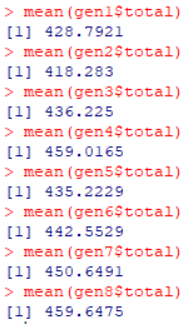 > mean(gen1$total)
[1] 428.7921
> mean(gen2$total)
[1] 418.283
> mean(gen3$total)
[1] 436.225
> mean(gen4$total)
[1] 459.0165
> mean(gen5$total)
[1] 435.2229
> mean(gen6$total)
[1] 442.5529
> mean(gen7$total)
[1] 450.6491
> mean(gen8$total)
[1] 459.6475